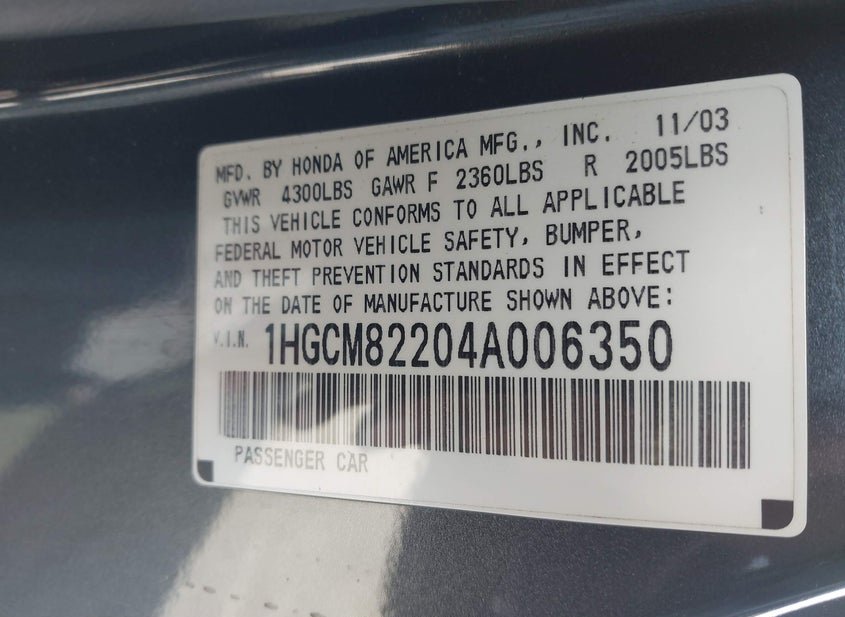 MFD. BY HONDA OF AMERICA MFG., INC. 11/03
GVWR 4300LBS GAWR F 2360LBS R 2005LBS
THIS VEHICLE CONFORMS TO ALL APPLICABLE
FEDERAL MOTOR VEHICLE SAFETY, BUMPER,
AND THEFT PREVENTION STANDARDS IN EFFECT
ON THE DATE OF MANUFACTURE SHOWN ABOVE:
V.I.N. 1HGCM82204A006350
PASSENGER CAR